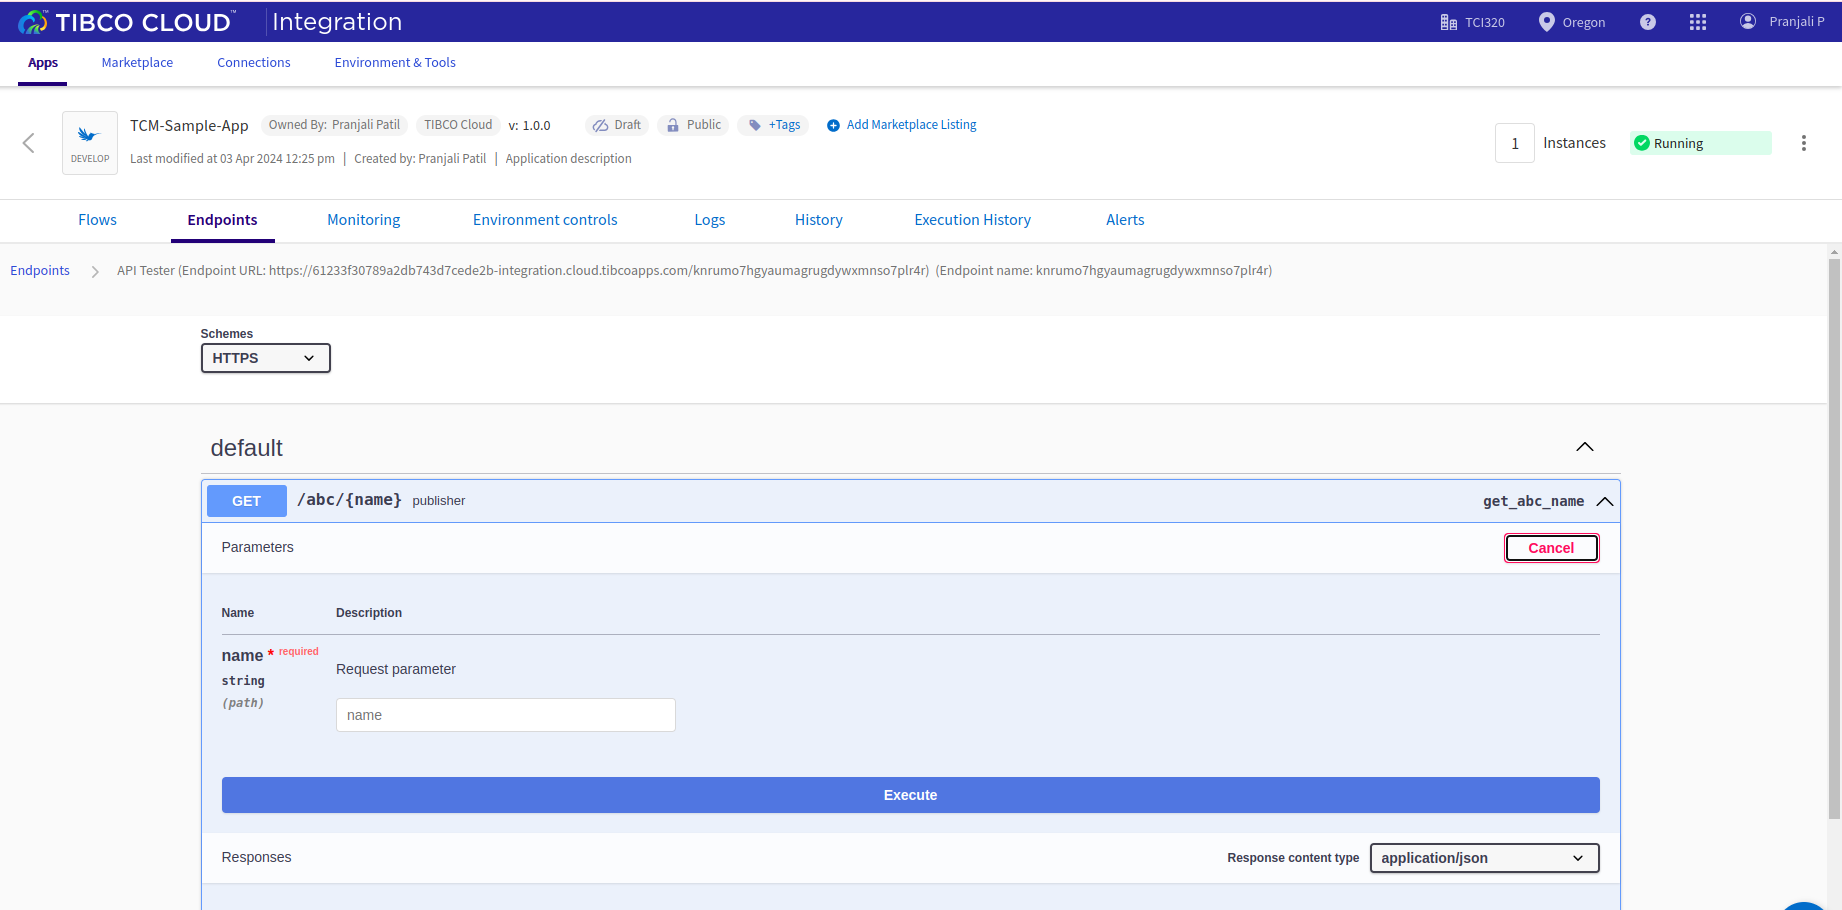 TIBCO CLOUD™ Integration TCI320 Oregon ? Pranjali P
Apps Marketplace Connections Environment & Tools
TCM-Sample-App Owned By: Pranjali Patil TIBCO Cloud v: 1.0.0 Draft Public +Tags Add Marketplace Listing
DEVELOP
Last modified at 03 Apr 2024 12:25 pm | Created by: Pranjali Patil | Application description
1 Instances Running
Flows Endpoints Monitoring Environment controls Logs History Execution History Alerts
Endpoints API Tester (Endpoint URL: https://61233f30789a2db743d7cede2b-integration.cloud.tibcoapps.com/knrumo7hgyaumagrugdywxmnso7plr4r) (Endpoint name: knrumo7hgyaumagrugdywxmnso7plr4r)
Schemes
HTTPS
default
GET /abc/{name} publisher get_abc_name
Parameters Cancel
Name Description
name * required
string
(path)
Request parameter
name
Execute
Responses Response content type application/json